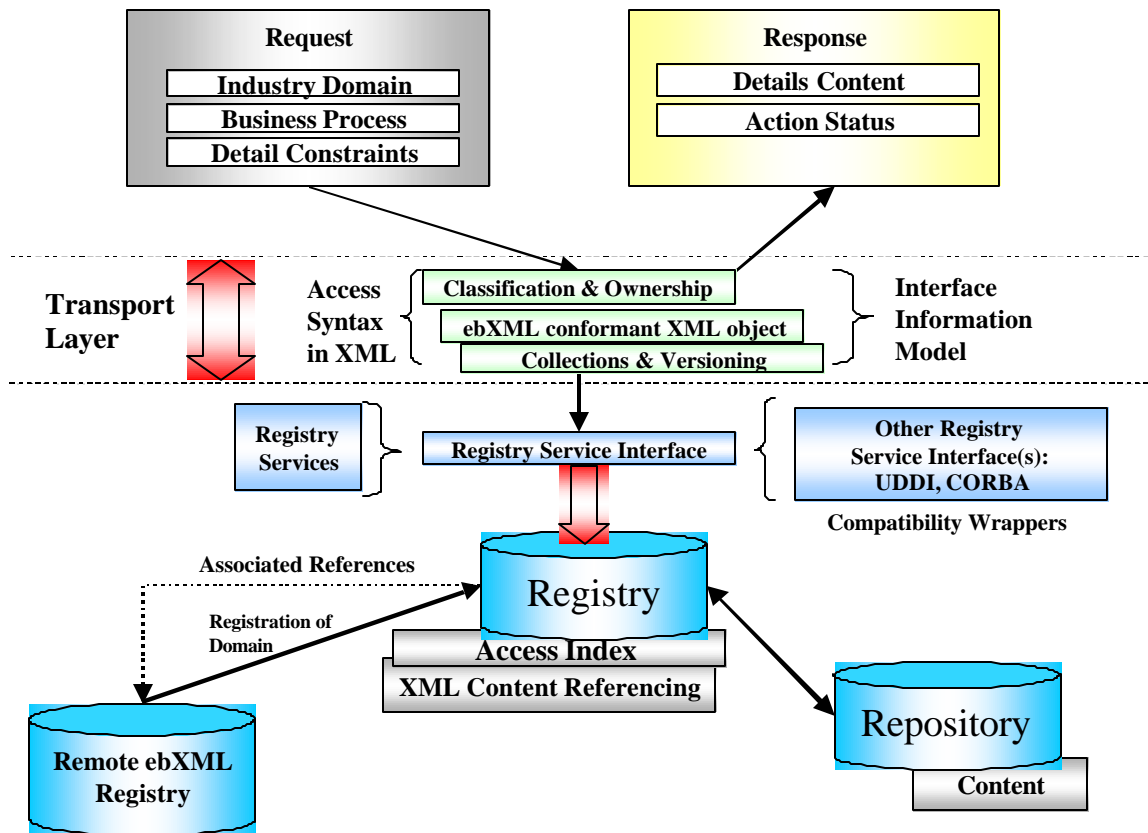 Request
Industry Domain
Business Process
Detail Constraints
Response
Details Content
Action Status
Transport
Layer
Access
Syntax
in XML
Classification & Ownership
ebXML conformant XML object
Collections & Versioning
Interface
Information
Model
Registry
Services
Registry Service Interface
Other Registry
Service Interface(s):
UDDI, CORBA
Compatibility Wrappers
Associated References
Registration of
Domain
Registry
Access Index
XML Content Referencing
Remote ebXML
Registry
Repository
Content